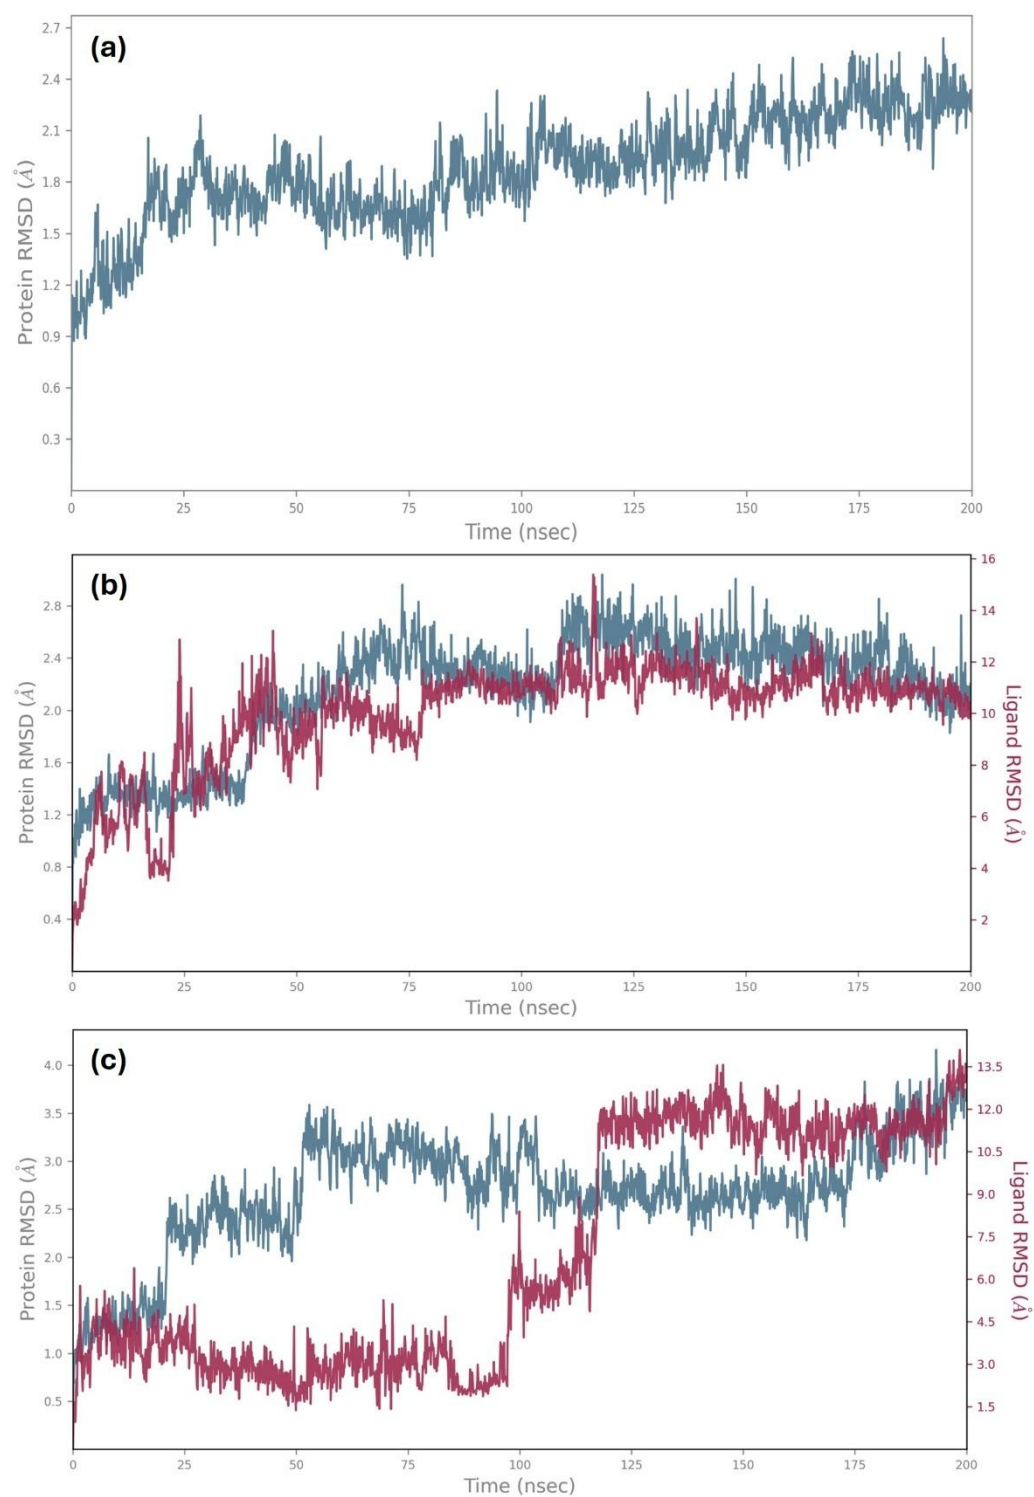 (a)
Protein RMSD (Å)
2.7
2.4
2.1
1.8
1.5
1.2
0.9
0.6
0.3
0 25 50 75 100 125 150 175 200
Time (nsec)
(b)
Protein RMSD (Å)
2.8
2.4
2.0
1.6
1.2
0.8
0.4
16
14
12
10
8
6
4
2
Ligand RMSD (Å)
0 25 50 75 100 125 150 175 200
Time (nsec)
(c)
Protein RMSD (Å)
4.0
3.5
3.0
2.5
2.0
1.5
1.0
0.5
13.5
12.0
10.5
9.0
7.5
6.0
4.5
3.0
1.5
Ligand RMSD (Å)
0 25 50 75 100 125 150 175 200
Time (nsec)